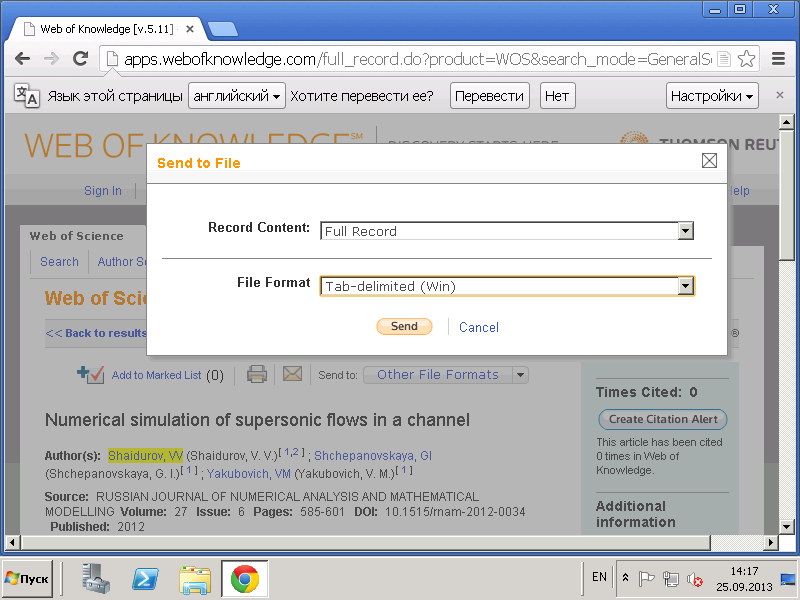 Web of Knowledge [v.5.11]
apps.webofknowledge.com/full_record.do?product=WOS&search_mode=GeneralS
Язык этой страницы английский Хотите перевести ее? Перевести Нет Настройки
WEB OF KNOWLEDGE SM DISCOVERY STARTS HERE THOMSON REU
Send to File
Sign In elp
Record Content: Full Record
Web of Science
Search Author S
File Format Tab-delimited (Win)
Web of Sci
Send Cancel
<< Back to results ®
Add to Marked List (0) Send to: Other File Formats
Times Cited: 0
Create Citation Alert
This article has been cited
0 times in Web of
Knowledge.
Additional
information
Numerical simulation of supersonic flows in a channel
Author(s): Shaidurov, VV (Shaidurov, V. V.)[ 1,2 ] ; Shchepanovskaya, GI
(Shchepanovskaya, G. I.)[ 1 ] ; Yakubovich, VM (Yakubovich, V. M.)[ 1 ]
Source: RUSSIAN JOURNAL OF NUMERICAL ANALYSIS AND MATHEMATICAL
MODELLING Volume: 27 Issue: 6 Pages: 585-601 DOI: 10.1515/rnam-2012-0034
Published: 2012
Пуск EN 14:17
25.09.2013